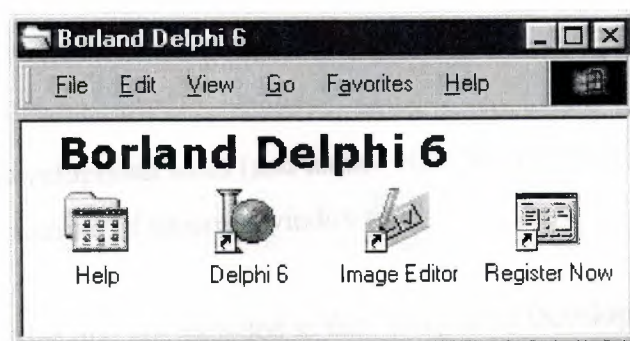 Borland Delphi 6
File Edit View Go Favorites Help
Borland Delphi 6
Help Delphi 6 Image Editor Register Now